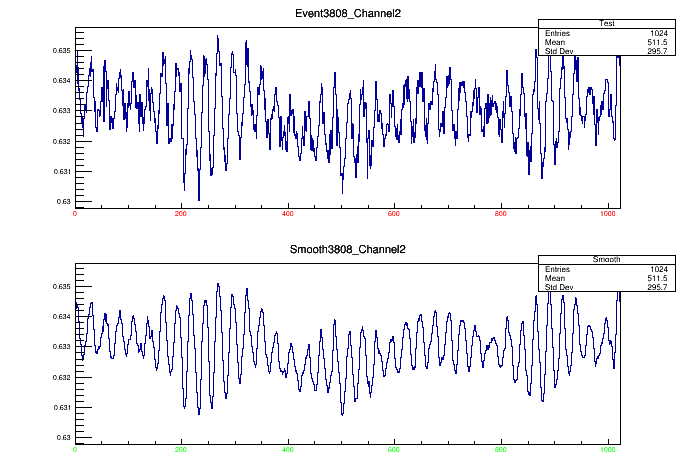 Event3808_Channel2
Test
Entries 1024
Mean 511.5
Std Dev 295.7
0.635
0.634
0.633
0.632
0.631
0.63
0 200 400 600 800 1000
Smooth3808_Channel2
Smooth
Entries 1024
Mean 511.5
Std Dev 295.7
0.635
0.634
0.633
0.632
0.631
0.63
0 200 400 600 800 1000